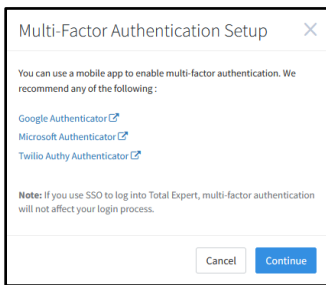 Multi-Factor Authentication Setup
You can use a mobile app to enable multi-factor authentication. We
recommend any of the following :
Google Authenticator
Microsoft Authenticator
Twilio Authy Authenticator
Note: If you use SSO to log into Total Expert, multi-factor authentication
will not affect your login process.
Cancel Continue